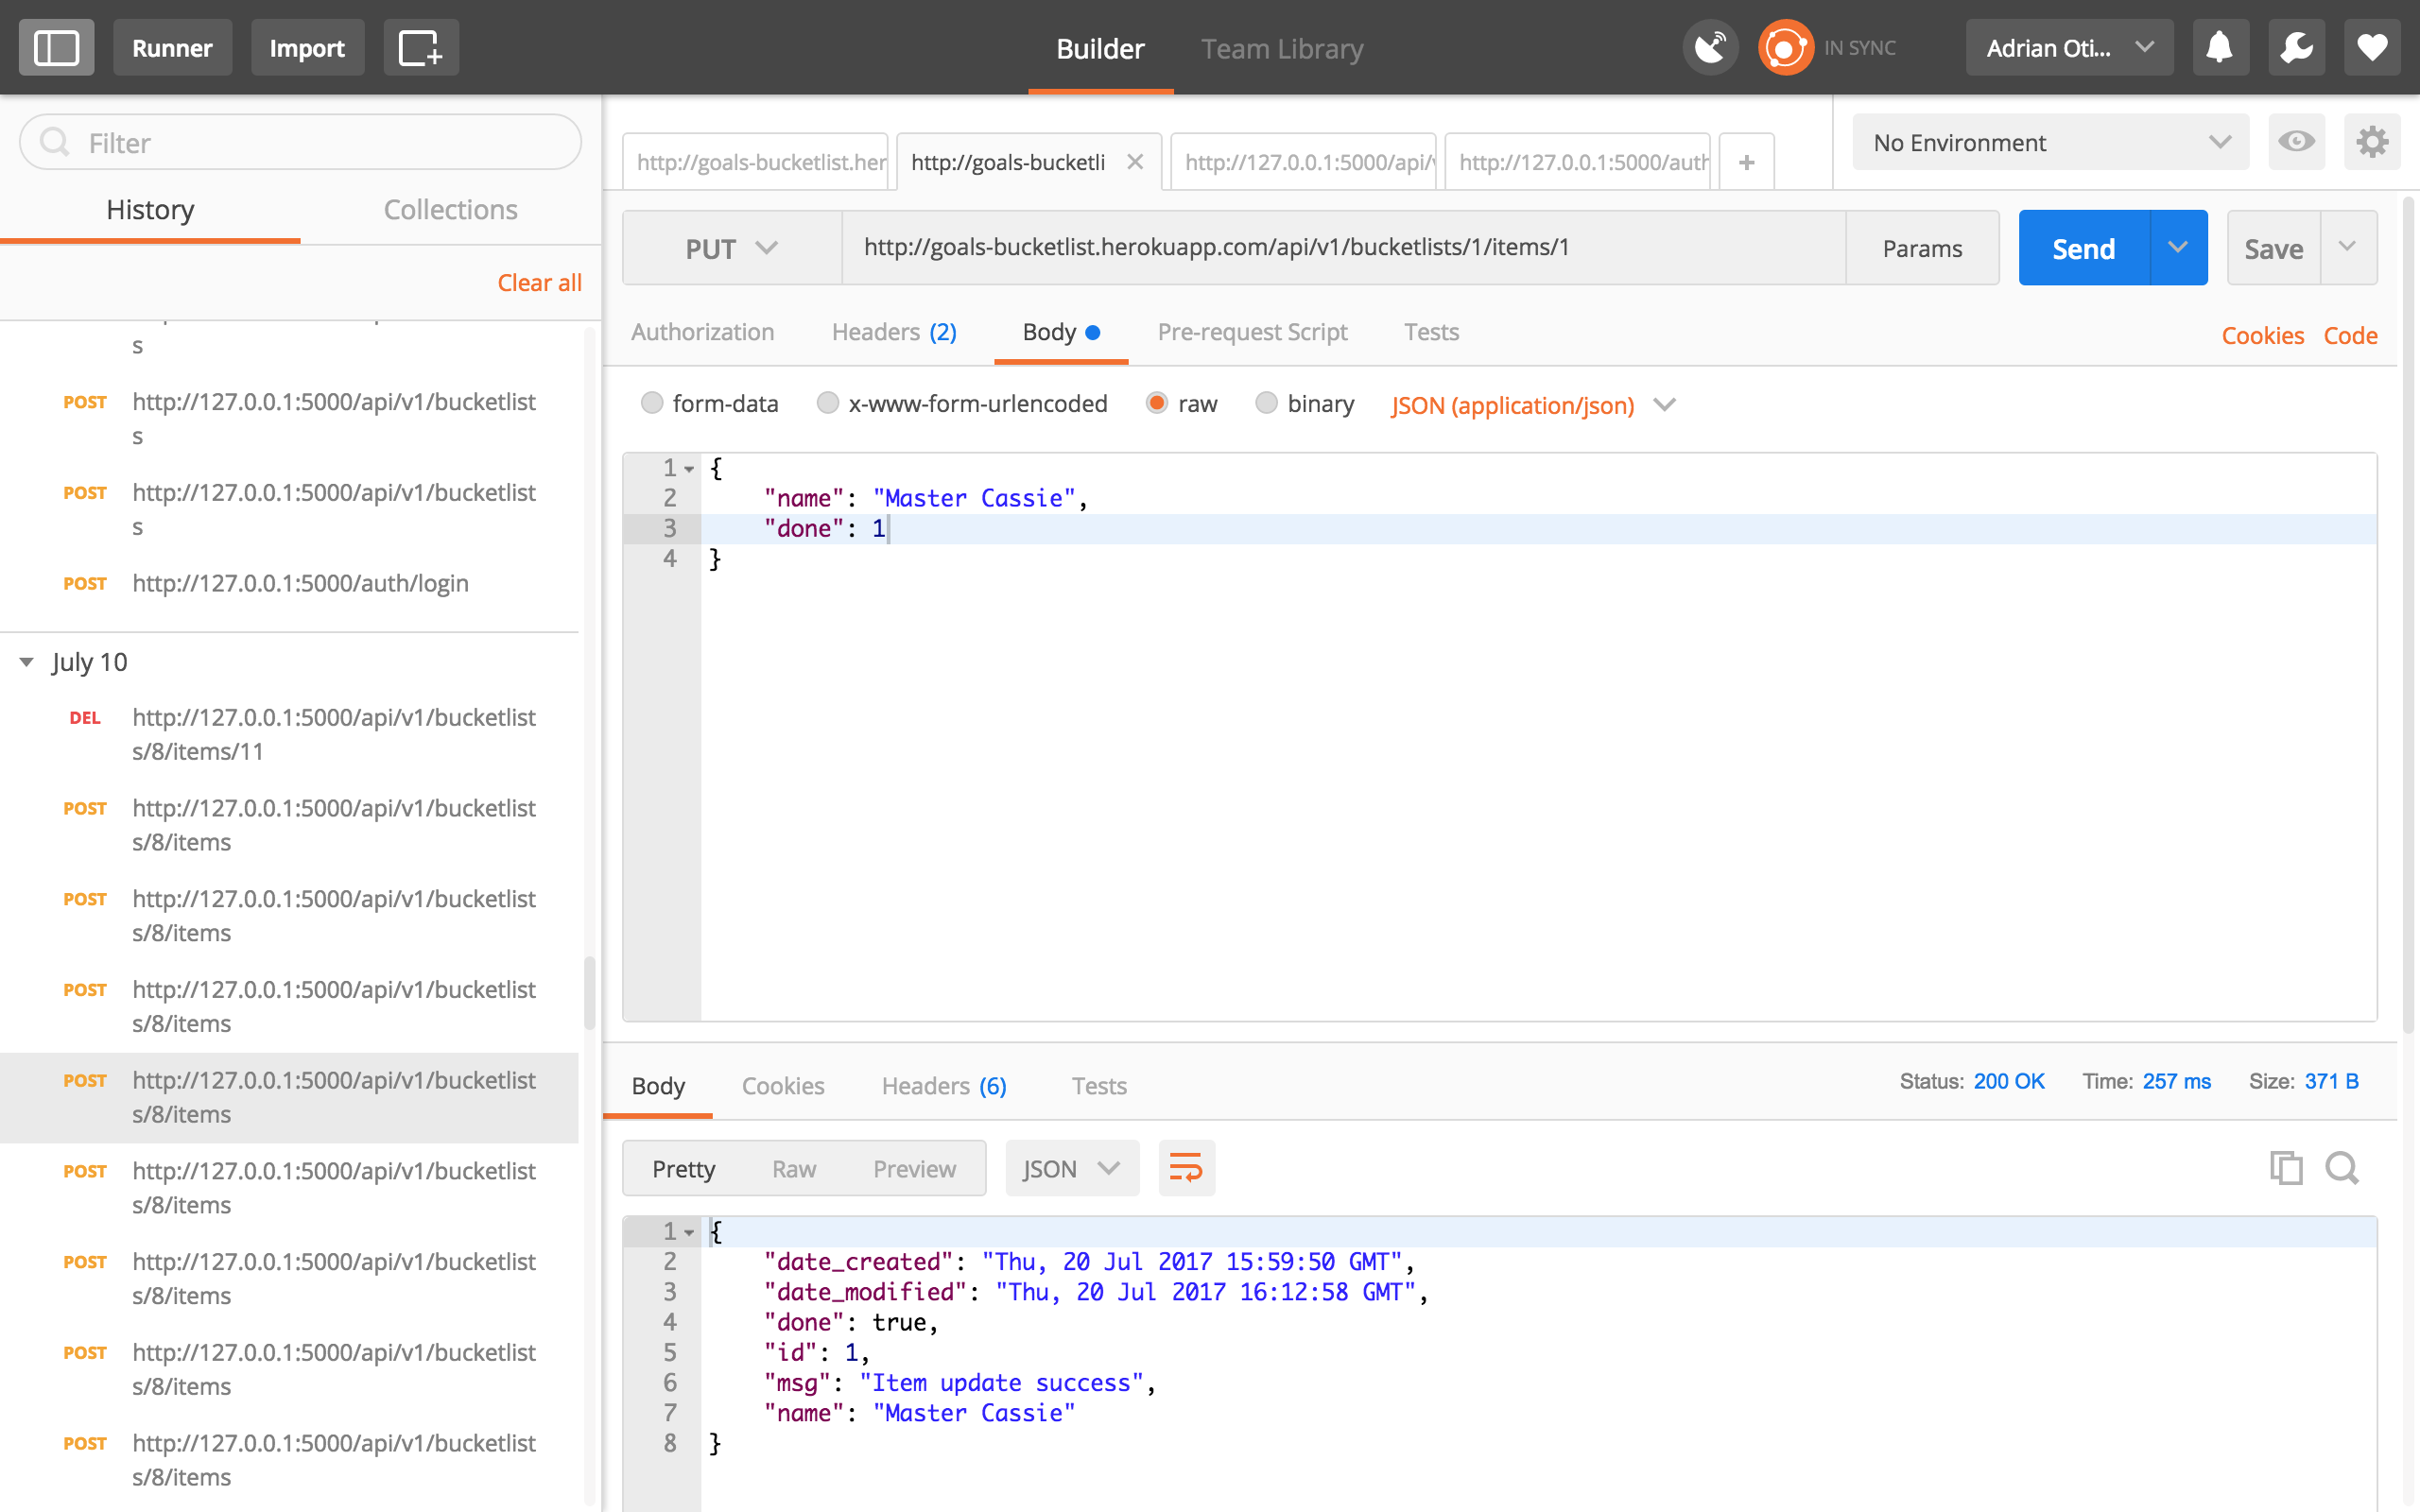 Runner
Import
Builder
Team Library
IN SYNC
Adrian Oti...
Filter
History
Collections
Clear all
s
POST http://127.0.0.1:5000/api/v1/bucketlist
s
POST http://127.0.0.1:5000/api/v1/bucketlist
s
POST http://127.0.0.1:5000/auth/login
July 10
DEL http://127.0.0.1:5000/api/v1/bucketlist
s/8/items/11
POST http://127.0.0.1:5000/api/v1/bucketlist
s/8/items
POST http://127.0.0.1:5000/api/v1/bucketlist
s/8/items
POST http://127.0.0.1:5000/api/v1/bucketlist
s/8/items
POST http://127.0.0.1:5000/api/v1/bucketlist
s/8/items
POST http://127.0.0.1:5000/api/v1/bucketlist
s/8/items
POST http://127.0.0.1:5000/api/v1/bucketlist
s/8/items
POST http://127.0.0.1:5000/api/v1/bucketlist
s/8/items
POST http://127.0.0.1:5000/api/v1/bucketlist
s/8/items
http://goals-bucketlist.her
http://goals-bucketli
http://127.0.0.1:5000/api/
http://127.0.0.1:5000/auth
+
No Environment
PUT
http://goals-bucketlist.herokuapp.com/api/v1/bucketlists/1/items/1
Params
Send
Save
Authorization
Headers (2)
Body
Pre-request Script
Tests
Cookies
Code
form-data
x-www-form-urlencoded
raw
binary
JSON (application/json)
1 {
2 "name": "Master Cassie",
3 "done": 1
4 }
Body
Cookies
Headers (6)
Tests
Status: 200 OK
Time: 257 ms
Size: 371 B
Pretty
Raw
Preview
JSON
1 {
2 "date_created": "Thu, 20 Jul 2017 15:59:50 GMT",
3 "date_modified": "Thu, 20 Jul 2017 16:12:58 GMT",
4 "done": true,
5 "id": 1,
6 "msg": "Item update success",
7 "name": "Master Cassie"
8 }